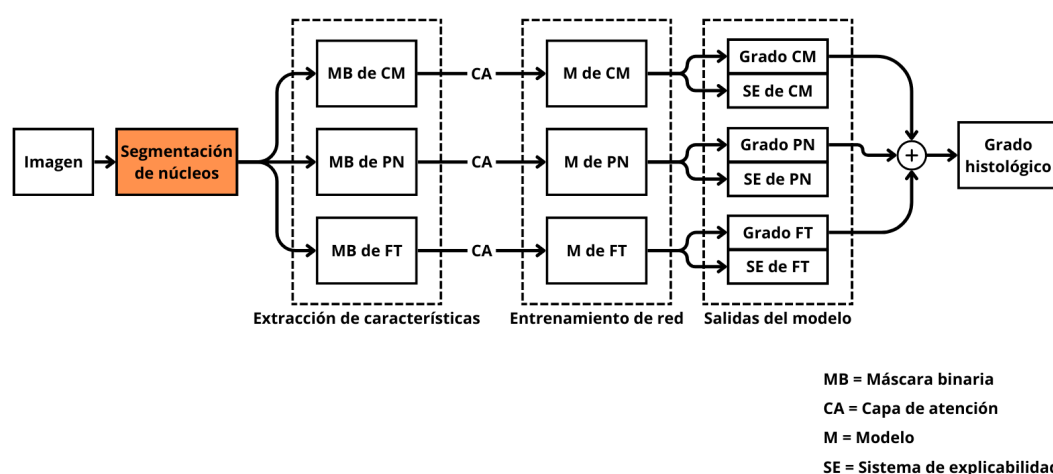 Imagen
Segmentación
de núcleos
MB de CM
CA
M de CM
Grado CM
SE de CM
MB de PN
CA
M de PN
Grado PN
SE de PN
MB de FT
CA
M de FT
Grado FT
SE de FT
+
Grado
histológico
Extracción de características
Entrenamiento de red
Salidas del modelo
MB = Máscara binaria
CA = Capa de atención
M = Modelo
SE = Sistema de explicabilidad